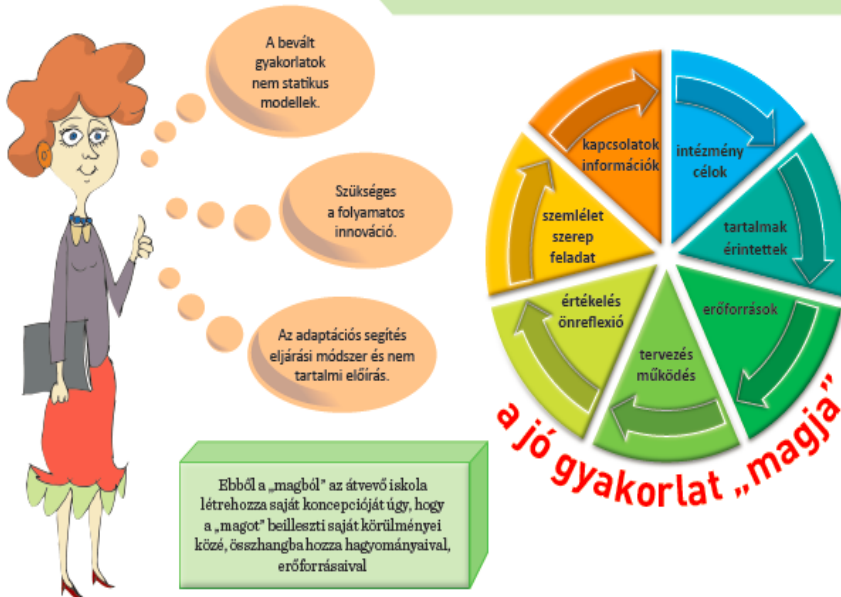 A bevált
gyakorlatok
nem statikus
modellek.
Szükséges
a folyamatos
innováció.
Az adaptációs segítés
eljárási módszer és nem
tartalmi előírás.
Ebből a „magból” az átvevő iskola
létrehozza saját koncepcióját úgy, hogy
a „magot” beilleszti saját körülményei
közé, összhangba hozza hagyományaival,
erőforrásaival
kapcsolatok
információk
intézmény
célok
tartalmak
érintettek
erőforrások
tervezés
működés
értékelés
önreflexió
szemlélet
szerep
feladat
a jó gyakorlat „magja”